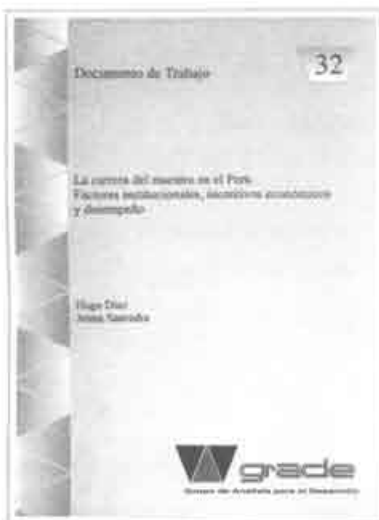 Documento de Trabajo
32
La carrera del maestro en el Perú
Factores institucionales, incentivos económicos
y desempeño
Hugo Díaz
Jaime Saavedra
grade
Grupo de Análisis para el Desarrollo